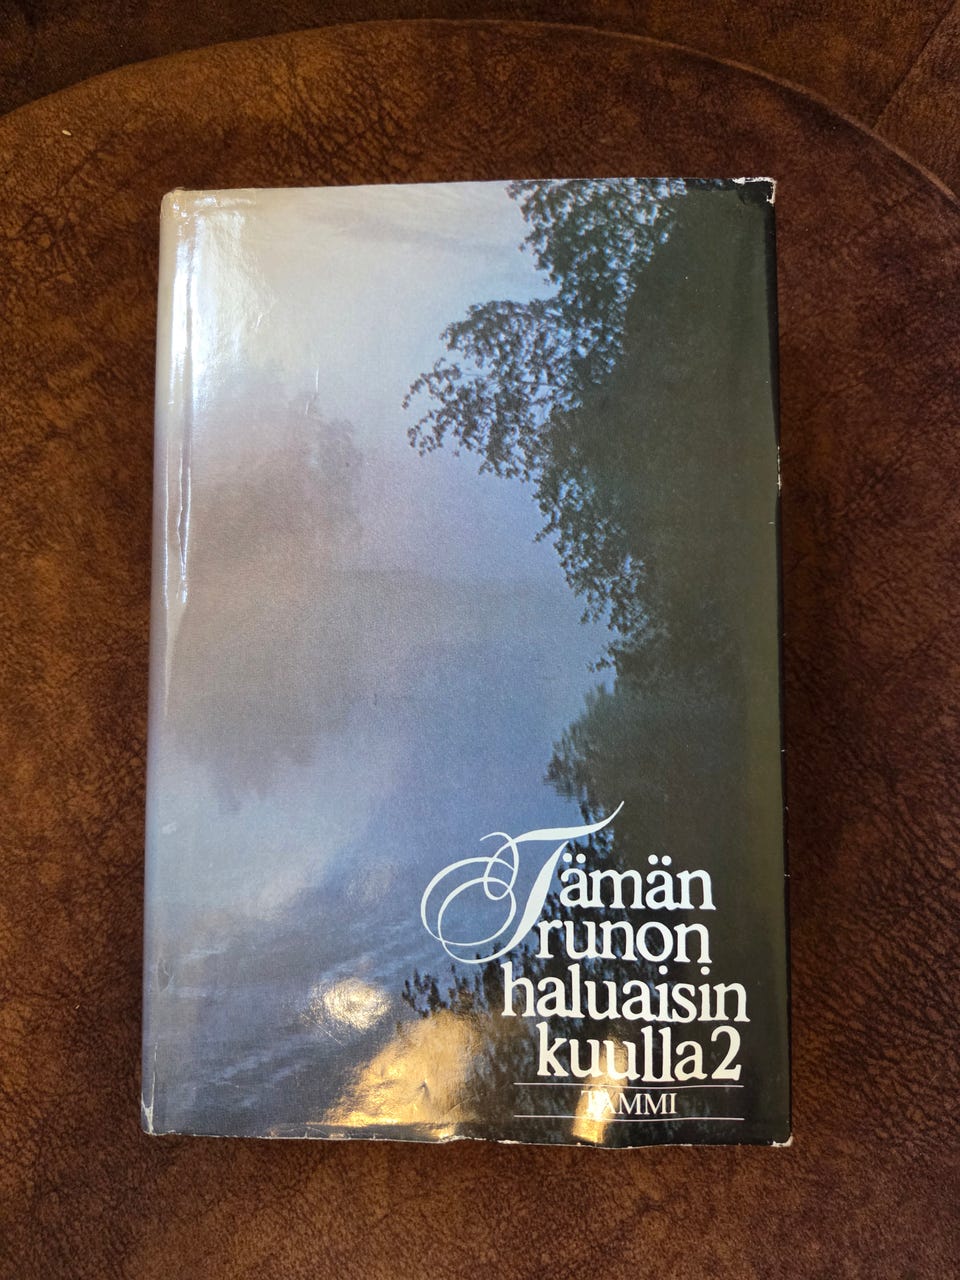 Tämän
runon
haluaisin
kuulla 2
TAMMI